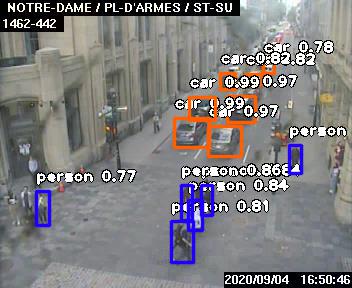 NOTRE-DAME / PL-D'ARMES / ST-SU
1462-442
car 0.78
car 0.82
0.82
car 0.99
0.97
car 0.99
car 0.97
person
person 0.77
person
0.84
person 0.81
2020/09/04 16:50:46